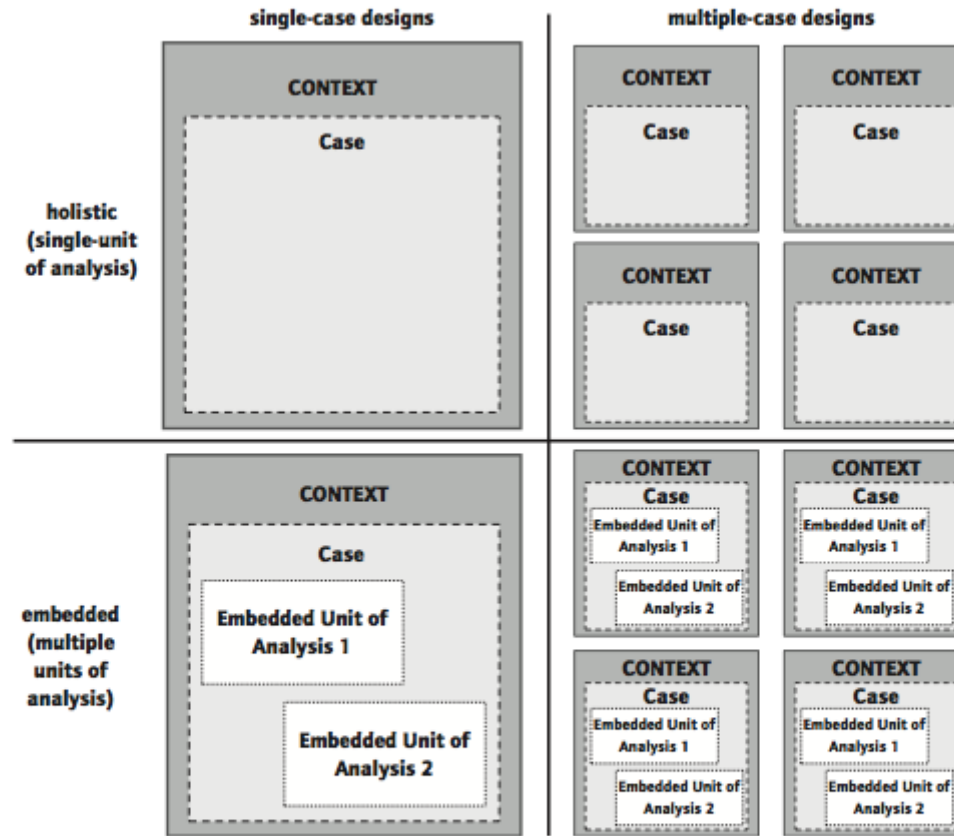 single-case designs
multiple-case designs
holistic
(single-unit
of analysis)
CONTEXT
Case
CONTEXT
Case
CONTEXT
Case
CONTEXT
Case
CONTEXT
Case
embedded
(multiple
units of
analysis)
CONTEXT
Case
Embedded Unit of
Analysis 1
Embedded Unit of
Analysis 2
CONTEXT
Case
Embedded Unit of
Analysis 1
Embedded Unit of
Analysis 2
CONTEXT
Case
Embedded Unit of
Analysis 1
Embedded Unit of
Analysis 2
CONTEXT
Case
Embedded Unit of
Analysis 1
Embedded Unit of
Analysis 2
CONTEXT
Case
Embedded Unit of
Analysis 1
Embedded Unit of
Analysis 2